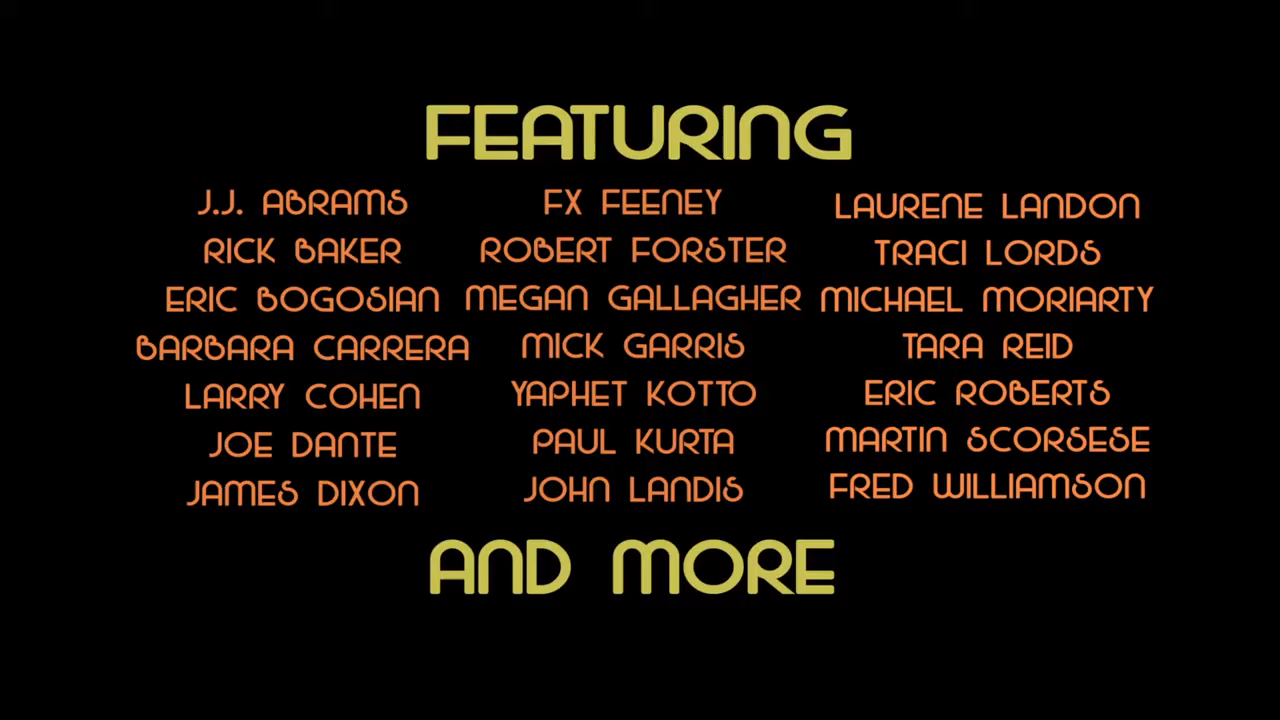 FEATURING
J.J. ABRAMS
RICK BAKER
ERIC BOGOSIAN
BARBARA CARRERA
LARRY COHEN
JOE DANTE
JAMES DIXON
FX FEENEY
ROBERT FORSTER
MEGAN GALLAGHER
MICK GARRIS
YAPHET KOTTO
PAUL KURTA
JOHN LANDIS
LAURENE LANDON
TRACI LORDS
MICHAEL MORIARTY
TARA REID
ERIC ROBERTS
MARTIN SCORSESE
FRED WILLIAMSON
AND MORE